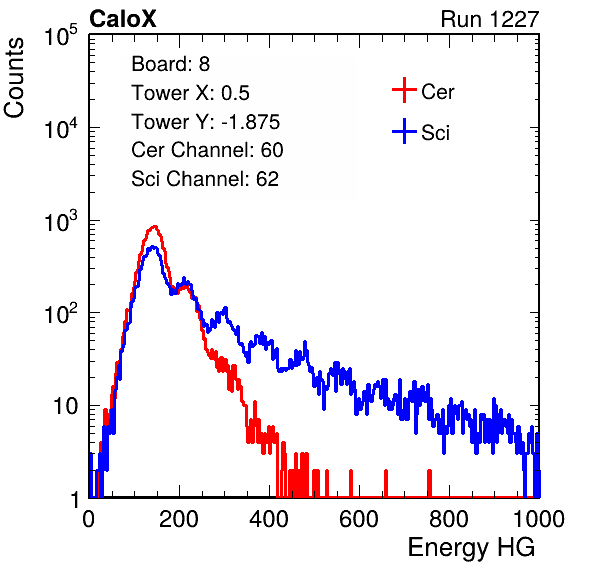 CaloX Run 1227
Counts
10^5
10^4
10^3
10^2
10
1
Board: 8
Tower X: 0.5
Tower Y: -1.875
Cer Channel: 60
Sci Channel: 62
Cer
Sci
0 200 400 600 800 1000
Energy HG